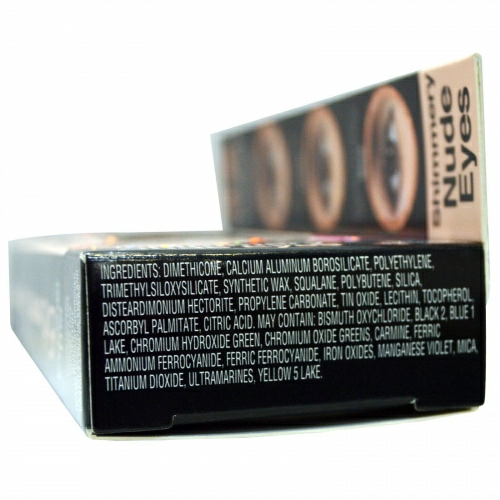 Shimmery
Nude
Eyes
INGREDIENTS: DIMETHICONE, CALCIUM ALUMINUM BOROSILICATE, POLYETHYLENE,
TRIMETHYLSILOXYSILICATE, SYNTHETIC WAX, SQUALANE, POLYBUTENE, SILICA,
DISTEARDIMONIUM HECTORITE, PROPYLENE CARBONATE, TIN OXIDE, LECITHIN, TOCOPHEROL,
ASCORBYL PALMITATE, CITRIC ACID. MAY CONTAIN: BISMUTH OXYCHLORIDE, BLACK 2, BLUE 1
LAKE, CHROMIUM HYDROXIDE GREEN, CHROMIUM OXIDE GREENS, CARMINE, FERRIC
AMMONIUM FERROCYANIDE, FERRIC FERROCYANIDE, IRON OXIDES, MANGANESE VIOLET, MICA,
TITANIUM DIOXIDE, ULTRAMARINES, YELLOW 5 LAKE.